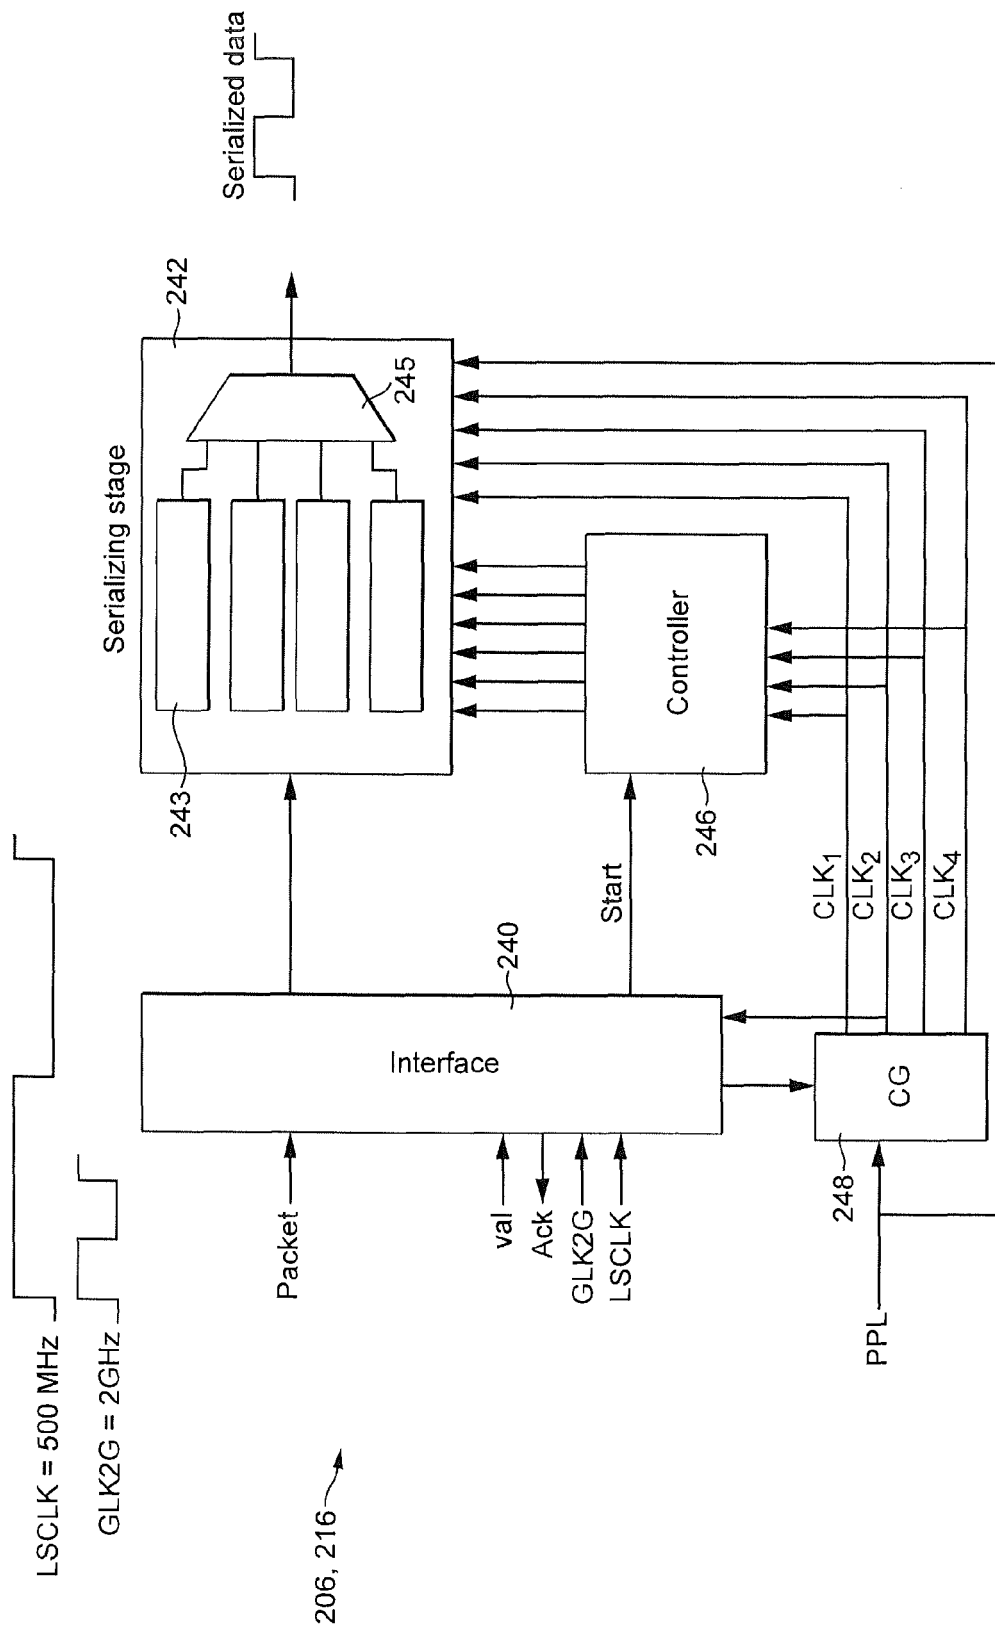 LSCLK = 500 MHz
GLK2G = 2GHz
Serialized data
Serializing stage
242
243
245
Packet
Interface
240
val
Ack
GLK2G
LSCLK
Start
Controller
246
PPL
CG
248
CLK1
CLK2
CLK3
CLK4
206, 216